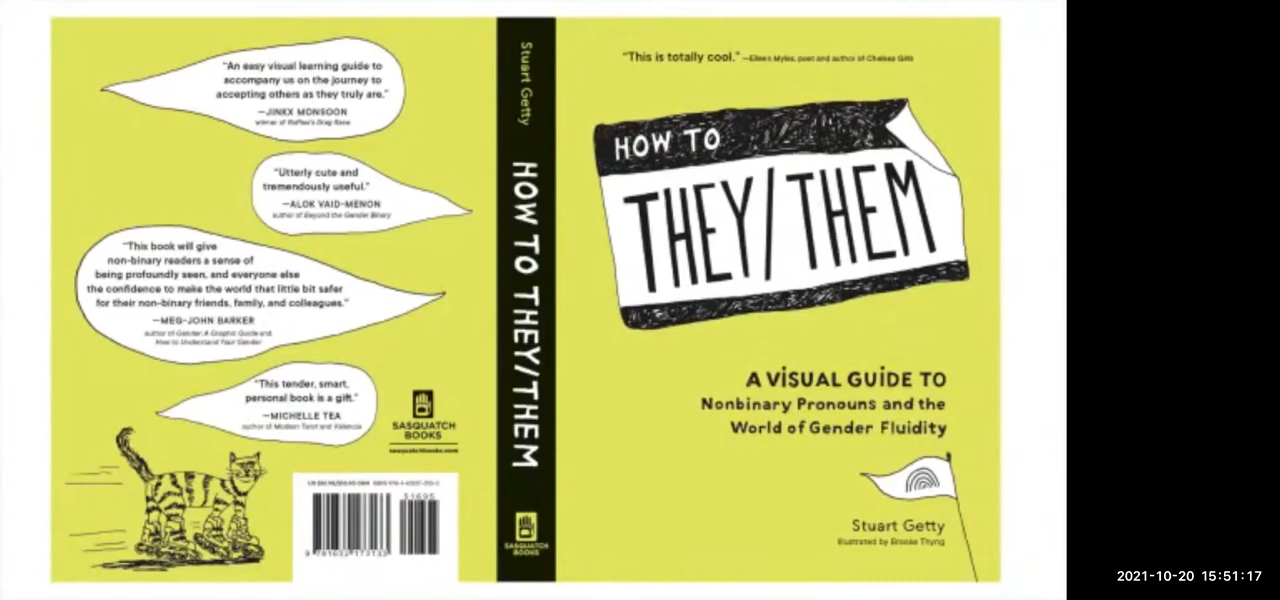 "An easy visual learning guide to
accompany us on the journey to
accepting others as they truly are."
—JINKX MONSOON
winner of RuPaul's Drag Race
"Utterly cute and
tremendously useful."
—ALOK VAID-MENON
author of Beyond the Gender Binary
"This book will give
non-binary readers a sense of
being profoundly seen, and everyone else
the confidence to make the world that little bit safer
for their non-binary friends, family, and colleagues."
—MEG-JOHN BARKER
author of Gender: A Graphic Guide and
How to Understand Your Gender
"This tender, smart,
personal book is a gift."
—MICHELLE TEA
author of Modern Tarot and Valencia
SASQUATCH
BOOKS
sasquatchbooks.com
51695
9 781632 173133
Stuart Getty
HOW TO THEY/THEM
SASQUATCH
BOOKS
"This is totally cool." —Eileen Myles, poet and author of Chelsea Girls
HOW TO
THEY/THEM
A VISUAL GUIDE TO
Nonbinary Pronouns and the
World of Gender Fluidity
Stuart Getty
Illustrated by Brooke Thyng
2021-10-20 15:51:17